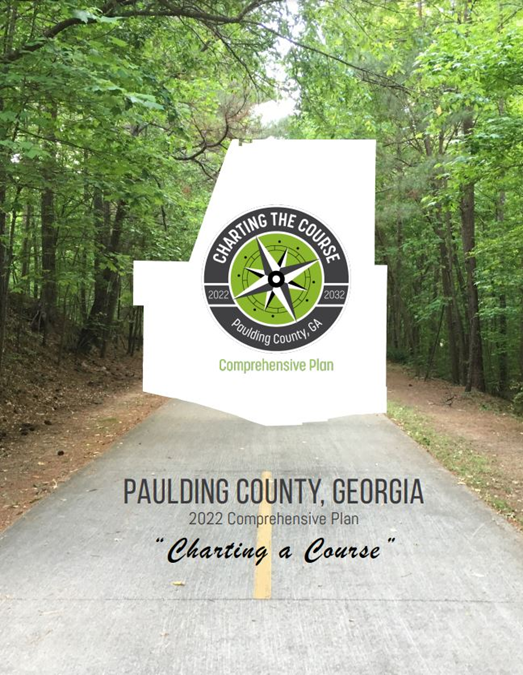 CHARTING THE COURSE
2022 2032
Paulding County, GA
Comprehensive Plan
PAULDING COUNTY, GEORGIA
2022 Comprehensive Plan
"Charting a Course"